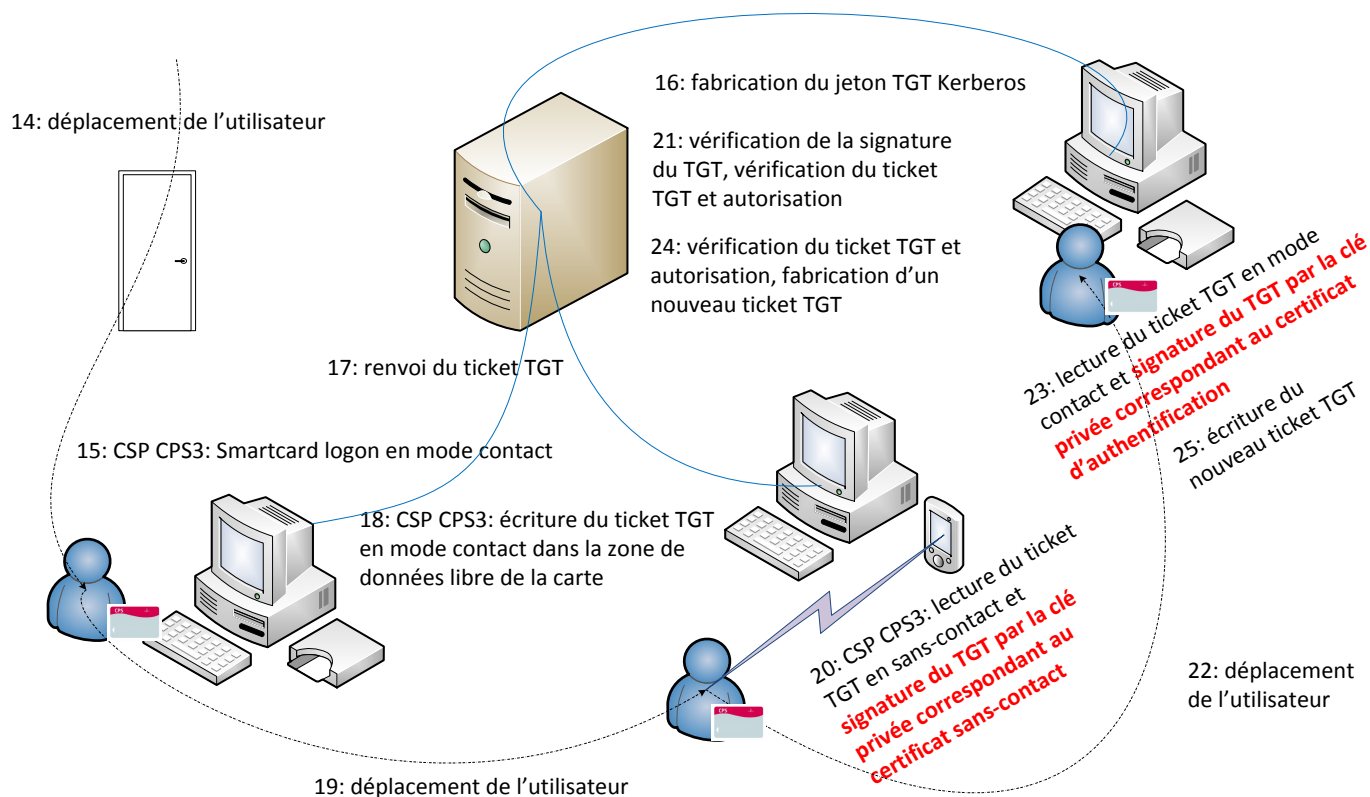 14: déplacement de l’utilisateur
16: fabrication du jeton TGT Kerberos
21: vérification de la signature
du TGT, vérification du ticket
TGT et autorisation
24: vérification du ticket TGT et
autorisation, fabrication d’un
nouveau ticket TGT
17: renvoi du ticket TGT
15: CSP CPS3: Smartcard logon en mode contact
18: CSP CPS3: écriture du ticket TGT
en mode contact dans la zone de
données libre de la carte
CPS
19: déplacement de l’utilisateur
20: CSP CPS3: lecture du ticket
TGT en sans-contact et
signature du TGT par la clé
privée correspondant au
certificat sans-contact
CPS
22: déplacement
de l’utilisateur
23: lecture du ticket TGT en mode
contact et signature du TGT par la clé
privée correspondant au certificat
d’authentification
25: écriture du
nouveau ticket TGT
CPS